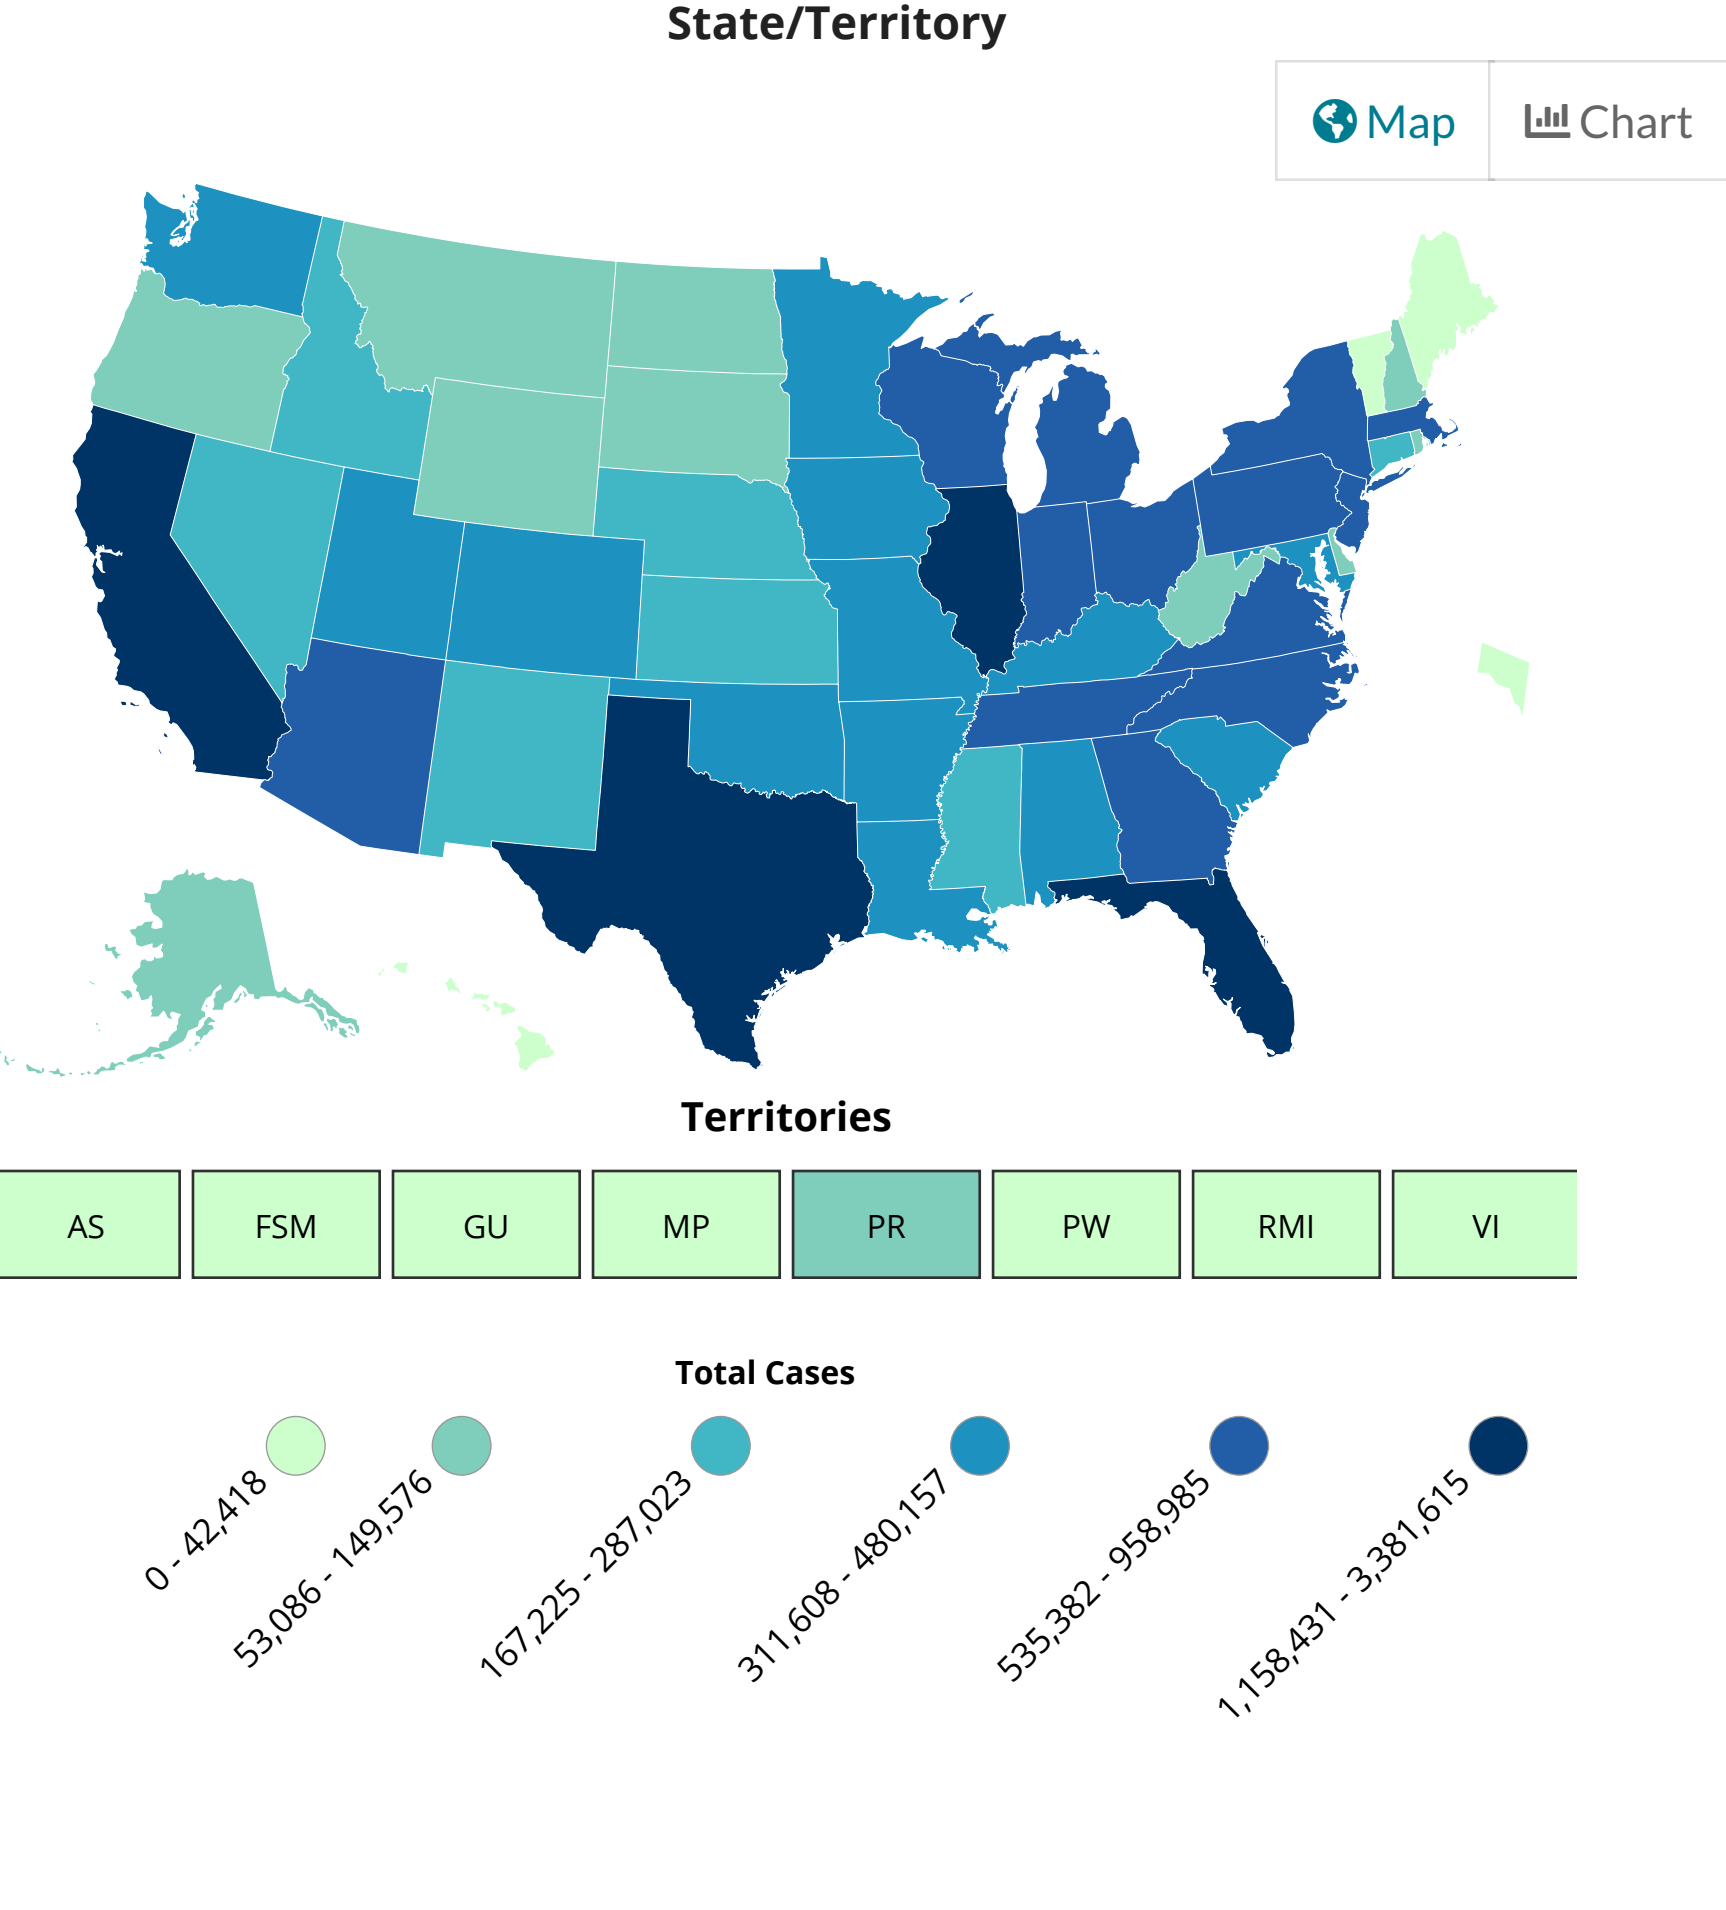 State/Territory
Map
Chart
Territories
AS
FSM
GU
MP
PR
PW
RMI
VI
Total Cases
0 - 42,418
53,086 - 149,576
167,225 - 287,023
311,608 - 480,157
535,382 - 958,985
1,158,431 - 3,381,615